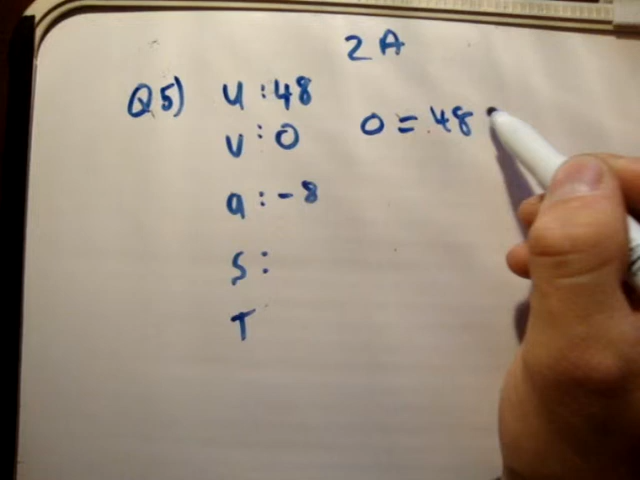 2A
Q5) u : 48
v : 0
0 = 48
a : -8
s :
T